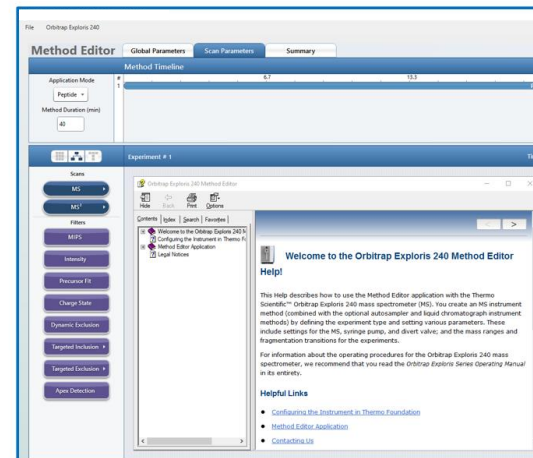 File Orbitrap Exploris 240
Method Editor Global Parameters Scan Parameters Summary
Method Timeline
Application Mode
Peptide
Method Duration (min)
40
# 6.7 13.3
1
Experiment # 1
Scans
MS
MS²
Filters
MIPS
Intensity
Precursor Fit
Charge State
Dynamic Exclusion
Targeted Inclusion
Targeted Exclusion
Apex Detection
Orbitrap Exploris 240 Method Editor
Hide Back Print Options
Contents Index Search Favorites
Welcome to the Orbitrap Exploris 240 M
Configuring the Instrument in Thermo Fo
Method Editor Application
Legal Notices
< >
Welcome to the Orbitrap Exploris 240 Method Editor
Help!
This Help describes how to use the Method Editor application with the Thermo
Scientific™ Orbitrap Exploris 240 mass spectrometer (MS). You create an MS instrument
method (combined with the optional autosampler and liquid chromatograph instrument
methods) by defining the experiment type and setting various parameters. These
include settings for the MS, syringe pump, and divert valve; and the mass ranges and
fragmentation transitions for the experiments.
For information about the operating procedures for the Orbitrap Exploris 240 mass
spectrometer, we recommend that you read the Orbitrap Exploris Series Operating Manual
in its entirety.
Helpful Links
• Configuring the Instrument in Thermo Foundation
• Method Editor Application
• Contacting Us